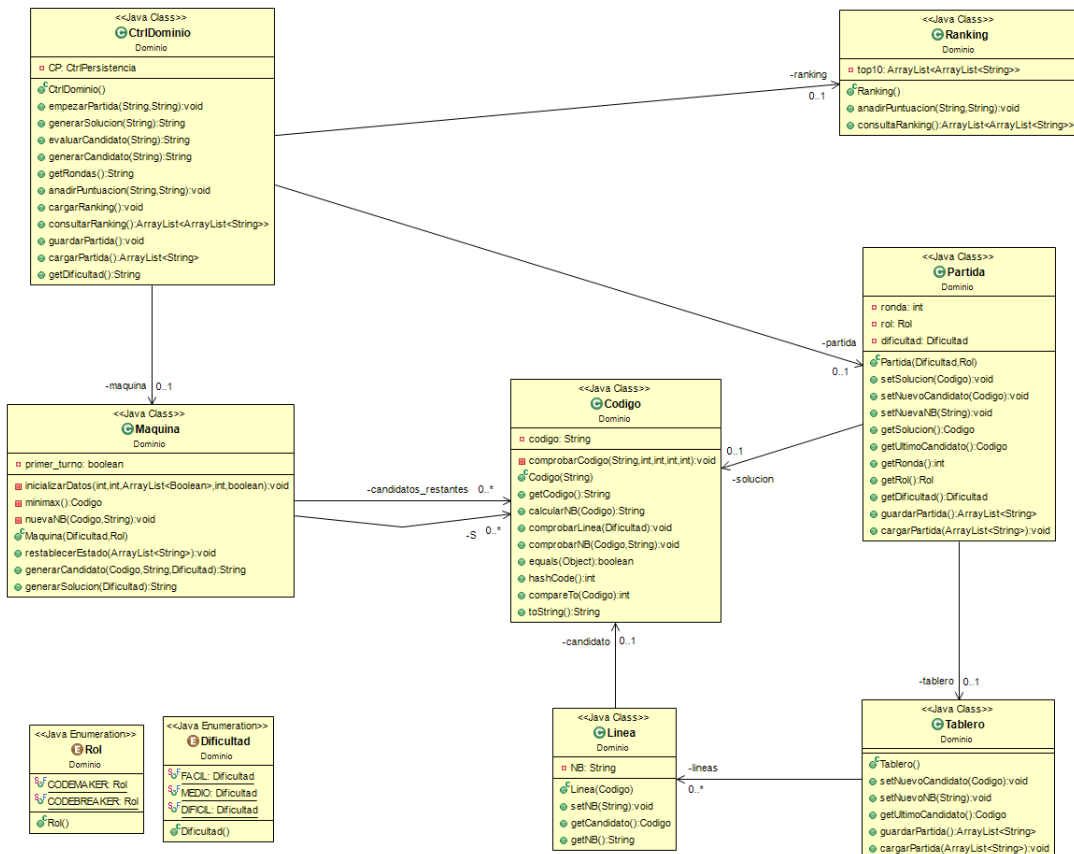 <<Java Class>>
CtrlDominio
Dominio
CP: CtrlPersistencia
CtrlDominio()
empezarPartida(String,String):void
generarSolucion(String):String
evaluarCandidato(String):String
generarCandidato(String):String
getRondas():String
anadirPuntuacion(String,String):void
cargarRanking():void
consultarRanking():ArrayList<ArrayList<String>>
guardarPartida():void
cargarPartida():ArrayList<String>
getDificultad():String
<<Java Class>>
Ranking
Dominio
top10: ArrayList<ArrayList<String>>
Ranking()
anadirPuntuacion(String,String):void
consultaRanking():ArrayList<ArrayList<String>>
-ranking
0..1
-partida
0..1
-maquina
0..1
<<Java Class>>
Partida
Dominio
ronda: int
rol: Rol
dificultad: Dificultad
Partida(Dificultad,Rol)
setSolucion(Codigo):void
setNuevoCandidato(Codigo):void
setNuevaNB(String):void
getSolucion():Codigo
getUltimoCandidato():Codigo
getRonda():int
getRol():Rol
getDificultad():Dificultad
guardarPartida():ArrayList<String>
cargarPartida(ArrayList<String>):void
<<Java Class>>
Maquina
Dominio
primer_turno: boolean
inicializarDatos(int,int,ArrayList<Boolean>,int,boolean):void
minimax():Codigo
nuevaNB(Codigo,String):void
Maquina(Dificultad,Rol)
restablecerEstado(ArrayList<String>):void
generarCandidato(Codigo,String,Dificultad):String
generarSolucion(Dificultad):String
-candidatos_restantes
0..*
-S
0..*
<<Java Class>>
Codigo
Dominio
codigo: String
comprobarCodigo(String,int,int,int,int):void
Codigo(String)
getCodigo():String
calcularNB(Codigo):String
comprobarLinea(Dificultad):void
comprobarNB(Codigo,String):void
equals(Object):boolean
hashCode():int
compareTo(Codigo):int
toString():String
0..1
-solucion
-candidato
0..1
-tablero
0..1
<<Java Enumeration>>
Rol
Dominio
CODEMAKER: Rol
CODEBREAKER: Rol
Rol()
<<Java Enumeration>>
Dificultad
Dominio
FACIL: Dificultad
MEDIO: Dificultad
DIFICIL: Dificultad
Dificultad()
<<Java Class>>
Linea
Dominio
NB: String
Linea(Codigo)
setNB(String):void
getCandidato():Codigo
getNB():String
-lineas
0..*
<<Java Class>>
Tablero
Dominio
Tablero()
setNuevoCandidato(Codigo):void
setNuevoNB(String):void
getUltimoCandidato():Codigo
guardarPartida():ArrayList<String>
cargarPartida(ArrayList<String>):void